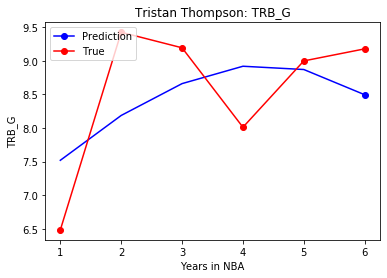 Tristan Thompson: TRB_G
Prediction
True
9.5
9.0
8.5
8.0
7.5
7.0
6.5
TRB_G
1 2 3 4 5 6
Years in NBA